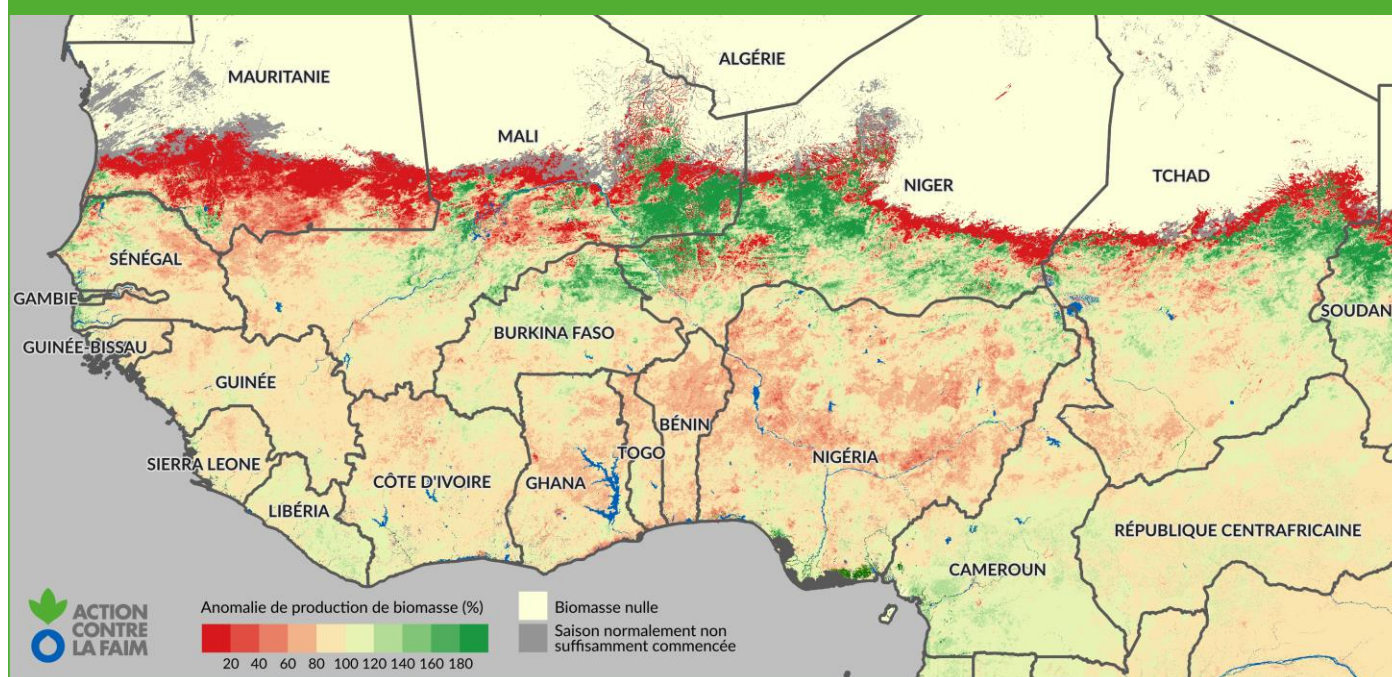 ALGÉRIE
MAURITANIE
MALI
TCHAD
NIGER
SÉNÉGAL
GAMBIE
SOUDAN
BURKINA FASO
GUINÉE-BISSAU
GUINÉE
BÉNIN
TOGO
NIGÉRIA
SIERRA LEONE
CÔTE D'IVOIRE
GHANA
LIBÉRIA
RÉPUBLIQUE CENTRAFRICAINE
CAMEROUN
ACTION
CONTRE
LA FAIM
Anomalie de production de biomasse (%)
20 40 60 80 100 120 140 160 180
Biomasse nulle
Saison normalement non
suffisamment commencée